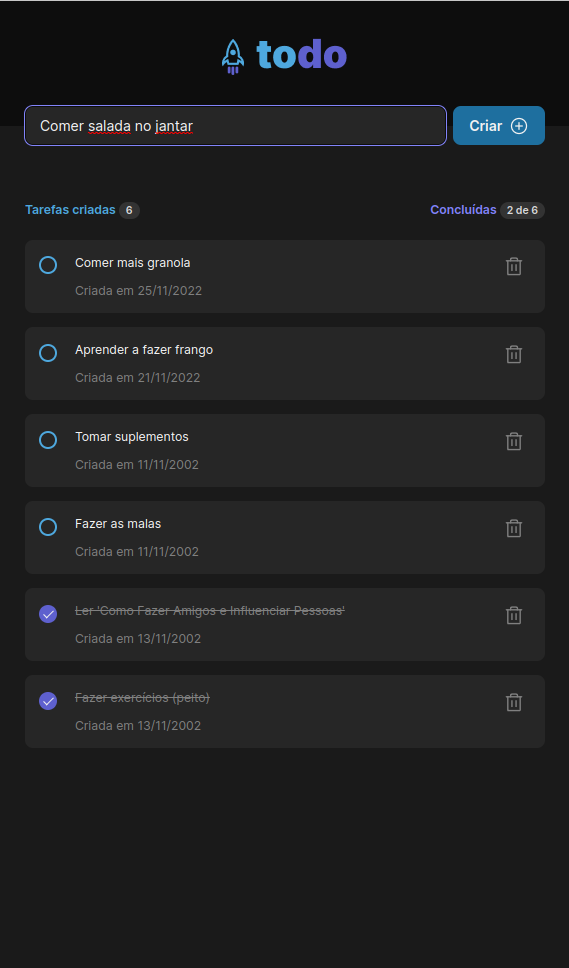 todo
Comer salada no jantar
Criar
Tarefas criadas 6
Concluídas 2 de 6
Comer mais granola
Criada em 25/11/2022
Aprender a fazer frango
Criada em 21/11/2022
Tomar suplementos
Criada em 11/11/2002
Fazer as malas
Criada em 11/11/2002
Ler 'Como Fazer Amigos e Influenciar Pessoas'
Criada em 13/11/2002
Fazer exercícios (peito)
Criada em 13/11/2002